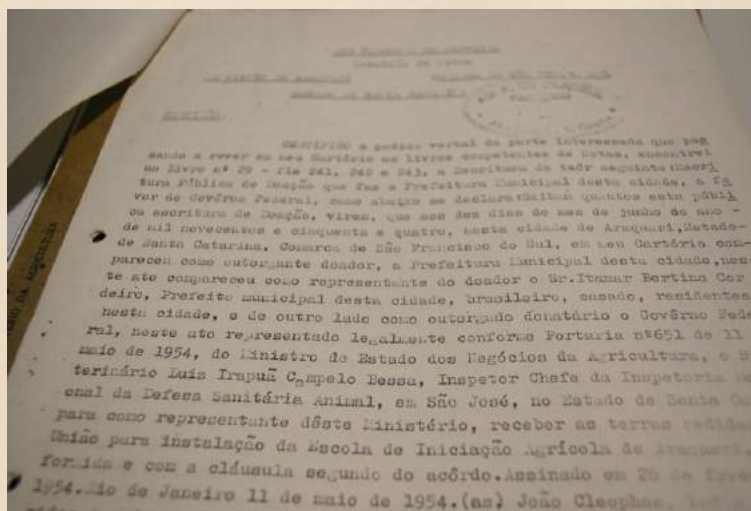 CERTIFICO a pedido verbal da parte interessada que
sando a rever em meu Cartório os livros competentes de Notas, encontrei
no Livro nº 29 - fls 241, 242 e 243, a Escritura do teôr seguinte:Escri
tura Pública de Doação que faz a Prefeitura Municipal desta cidade, a fa
vor do Govêrno Federal, como abaixo se declara:Saibam quantos esta públi
ca escritura de Doação, virem, que aos dez dias do mes de junho do ano -
de mil novecentos e cinquenta e quatro, nesta cidade de Araquari,Estado-
de Santa Catarina, Comarca de São Francisco do Sul, em meu Cartório com-
pareceu como outorgante doador, a Prefeitura Municipal desta cidade,nes-
te ato compareceu como representante do doador o Sr.Itamar Bertino Cor
deiro, Prefeito municipal desta cidade, brasileiro, casado, residentes
nesta cidade, e de outro lado como outorgado donatário o Govêrno Fede
ral, neste ato representado legalmente conforme Portaria nº651 de 11
maio de 1954, do Ministro de Estado dos Negócios da Agricultura, o
terinário Luis Irapuã Campelo Bessa, Inspetor Chefe da Inspetoria
onal da Defesa Sanitária Animal, em São José, no Estado de Santa
para como representante dêste Ministério, receber as terras cedidas
União para instalação da Escola de Iniciação Agrícola de Araquari,
formida e com a cláusula segundo do acôrdo.Assinado em 26 de
1954.Rio de Janeiro 11 de maio de 1954.(as) João Cleophas,